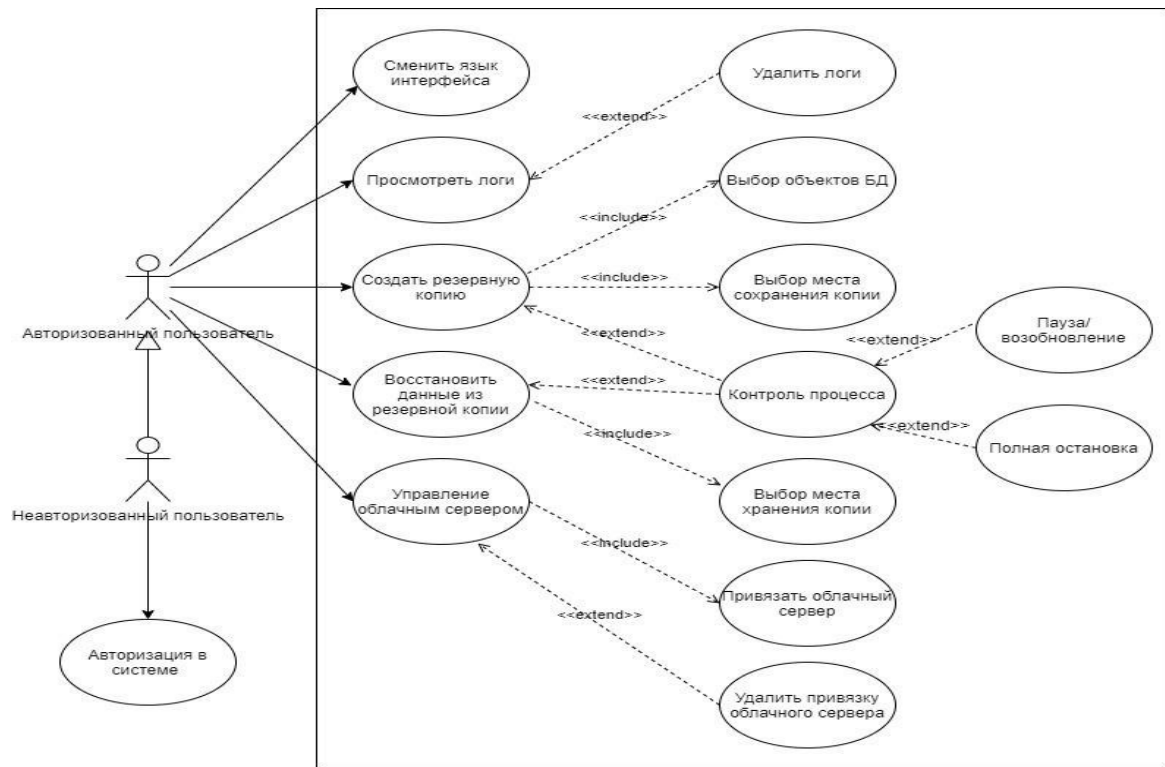 Сменить язык
интерфейса
Удалить логи
<<extend>>
Просмотреть логи
Выбор объектов БД
<<include>>
Создать резервную
копию
<<include>>
Выбор места
сохранения копии
Авторизованный пользователь
<<extend>>
Пауза/
возобновление
<<extend>>
Восстановить
данные из
резервной копии
<<extend>>
Контроль процесса
<<extend>>
Полная остановка
<<include>>
Неавторизованный пользователь
Управление
облачным сервером
Выбор места
хранения копии
<<include>>
Привязать облачный
сервер
<<extend>>
Авторизация в
системе
Удалить привязку
облачного сервера